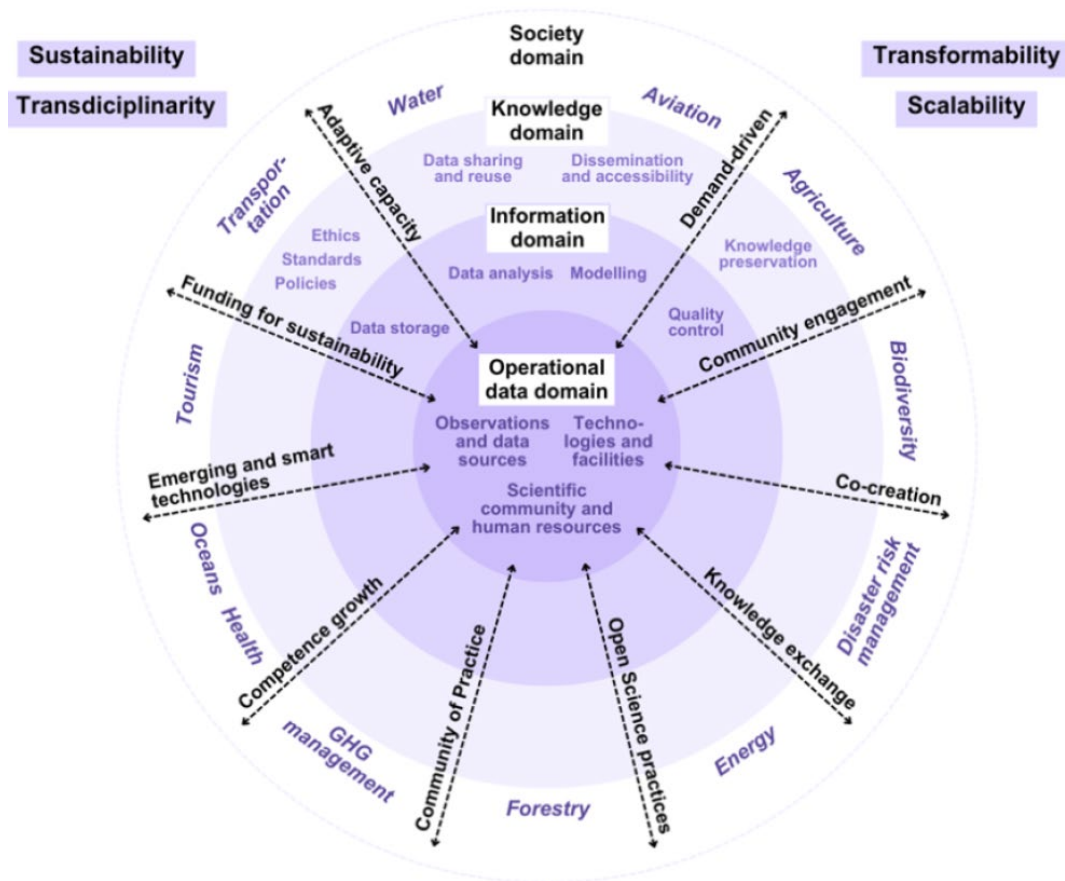 Society
domain
Sustainability
Transformability
Transdiciplinarity
Scalability
Water
Aviation
Knowledge
domain
Adaptive capacity
Demand-driven
Data sharing
and reuse
Dissemination
and accessibility
Transpor-
tation
Agriculture
Information
domain
Ethics
Standards
Policies
Knowledge
preservation
Data analysis
Modelling
Funding for sustainability
Data storage
Quality
control
Community engagement
Operational
data domain
Tourism
Biodiversity
Observations
and data
sources
Techno-
logies and
facilities
Emerging and smart
technologies
Co-creation
Scientific
community and
human resources
Oceans
Health
Disaster risk
management
Competence growth
Knowledge exchange
Community of Practice
Open Science practices
GHG
management
Energy
Forestry